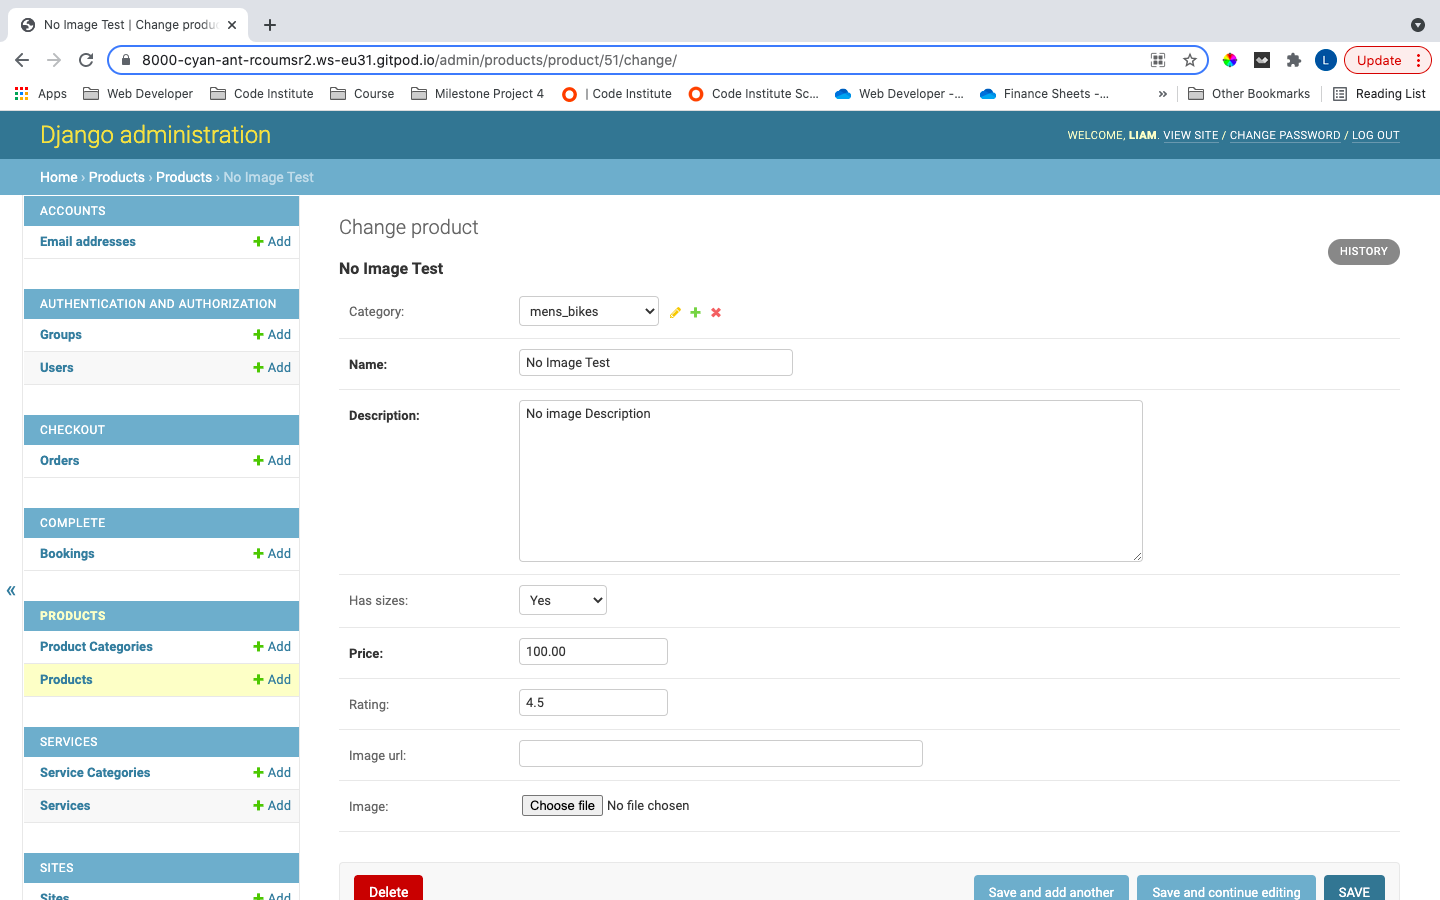 No Image Test | Change produ
8000-cyan-ant-rcoumsr2.ws-eu31.gitpod.io/admin/products/product/51/change/
L
Update
Apps
Web Developer
Code Institute
Course
Milestone Project 4
| Code Institute
Code Institute Sc...
Web Developer -...
Finance Sheets -...
»
Other Bookmarks
Reading List
Django administration
WELCOME, LIAM. VIEW SITE / CHANGE PASSWORD / LOG OUT
Home › Products › Products › No Image Test
ACCOUNTS
Email addresses
Add
AUTHENTICATION AND AUTHORIZATION
Groups
Add
Users
Add
CHECKOUT
Orders
Add
COMPLETE
Bookings
Add
«
PRODUCTS
Product Categories
Add
Products
Add
SERVICES
Service Categories
Add
Services
Add
SITES
Sites
Add
Change product
HISTORY
No Image Test
Category:
mens_bikes
Name:
No Image Test
Description:
No image Description
Has sizes:
Yes
Price:
100.00
Rating:
4.5
Image url:
Image:
Choose file No file chosen
Delete
Save and add another
Save and continue editing
SAVE